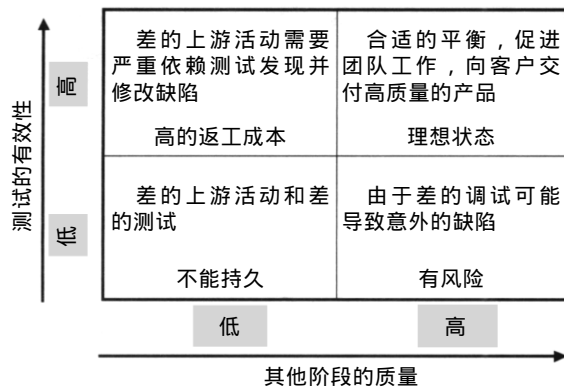 差的上游活动需要
严重依赖测试发现并
修改缺陷
高的返工成本
合适的平衡，促进
团队工作，向客户交
付高质量的产品
理想状态
差的上游活动和差
的测试
不能持久
由于差的调试可能
导致意外的缺陷
有风险
测试的有效性
高
低
低
高
其他阶段的质量